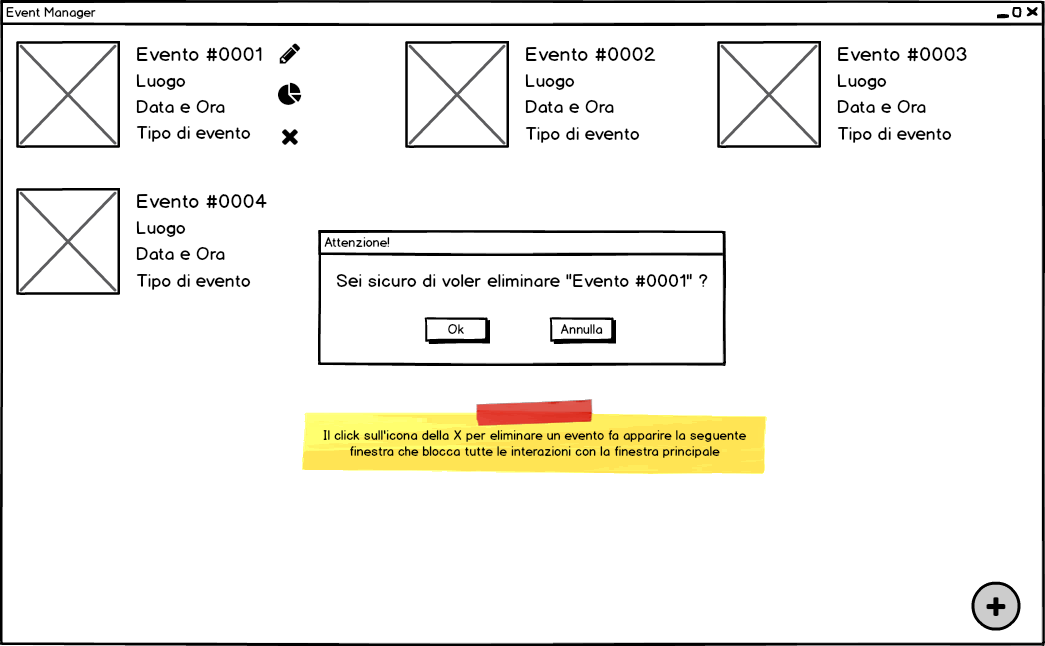 Event Manager
Evento #0001
Luogo
Data e Ora
Tipo di evento
Evento #0002
Luogo
Data e Ora
Tipo di evento
Evento #0003
Luogo
Data e Ora
Tipo di evento
Evento #0004
Luogo
Data e Ora
Tipo di evento
Attenzione!
Sei sicuro di voler eliminare "Evento #0001" ?
Ok
Annulla
Il click sull'icona della X per eliminare un evento fa apparire la seguente
finestra che blocca tutte le interazioni con la finestra principale